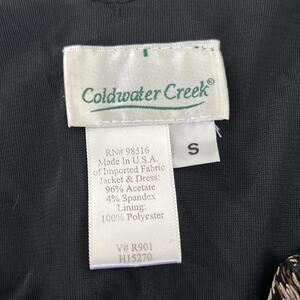 Coldwater Creek®
S
RN# 98516
Made in U.S.A.
of Imported Fabric
Jacket & Dress:
96% Acetate
4% Spandex
Lining:
100% Polyester
V# R901
H15270